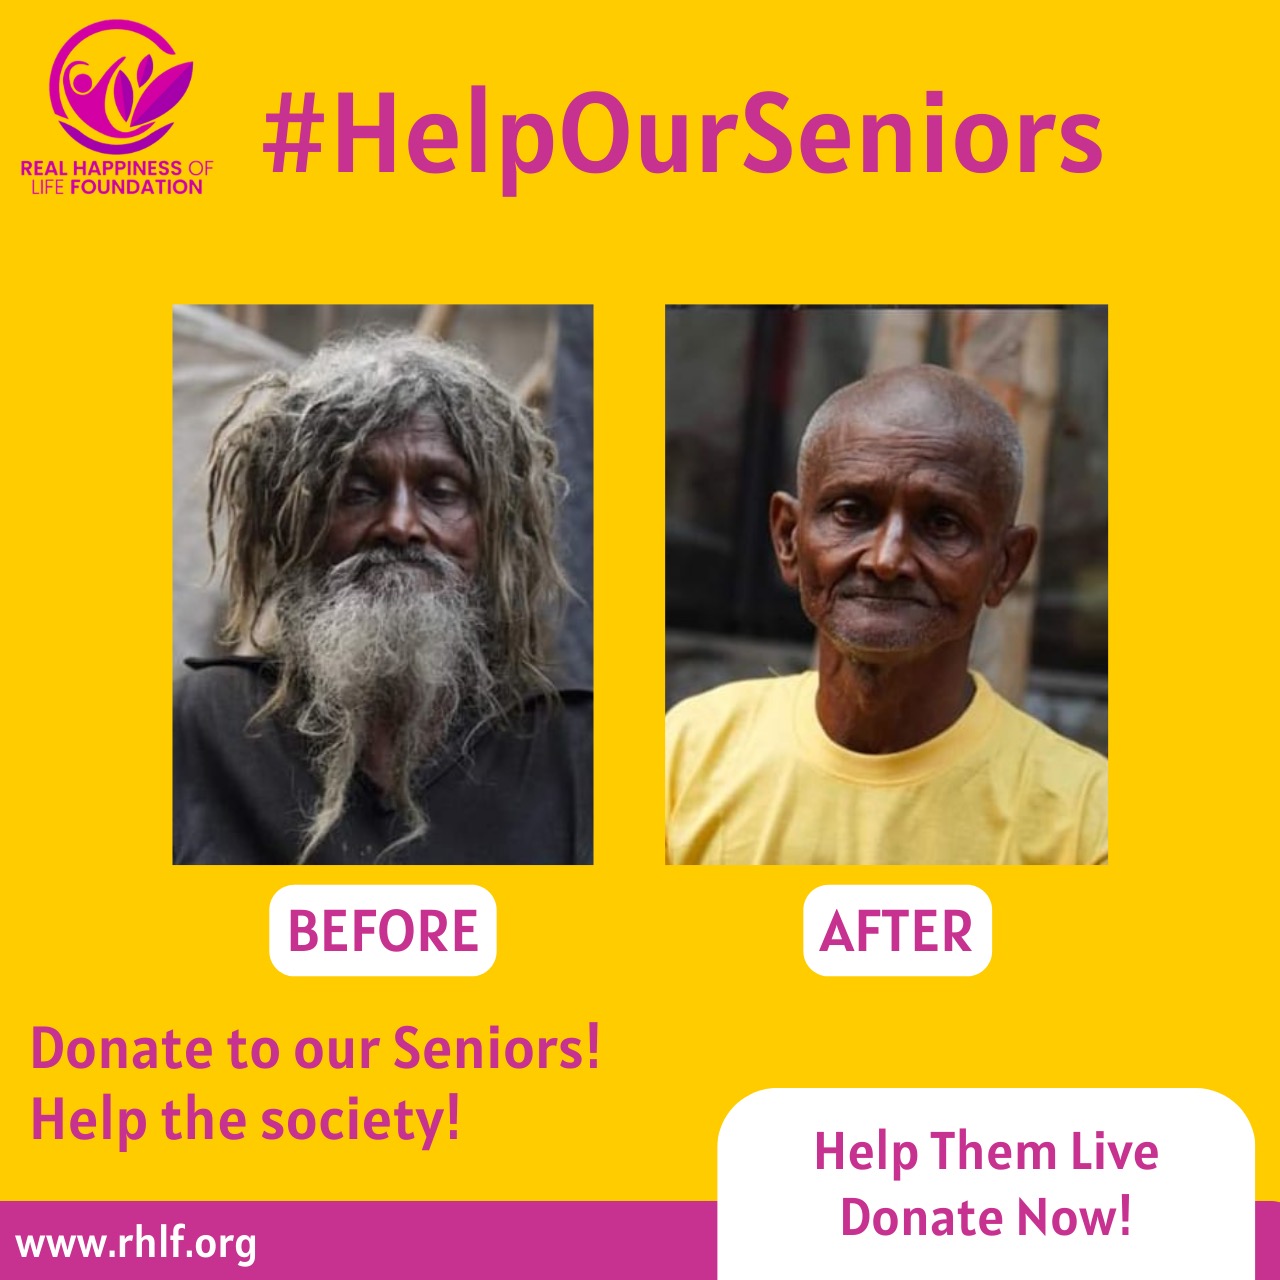 REAL HAPPINESS OF
LIFE FOUNDATION
#HelpOurSeniors
BEFORE
AFTER
Donate to our Seniors!
Help the society!
Help Them Live
Donate Now!
www.rhlf.org